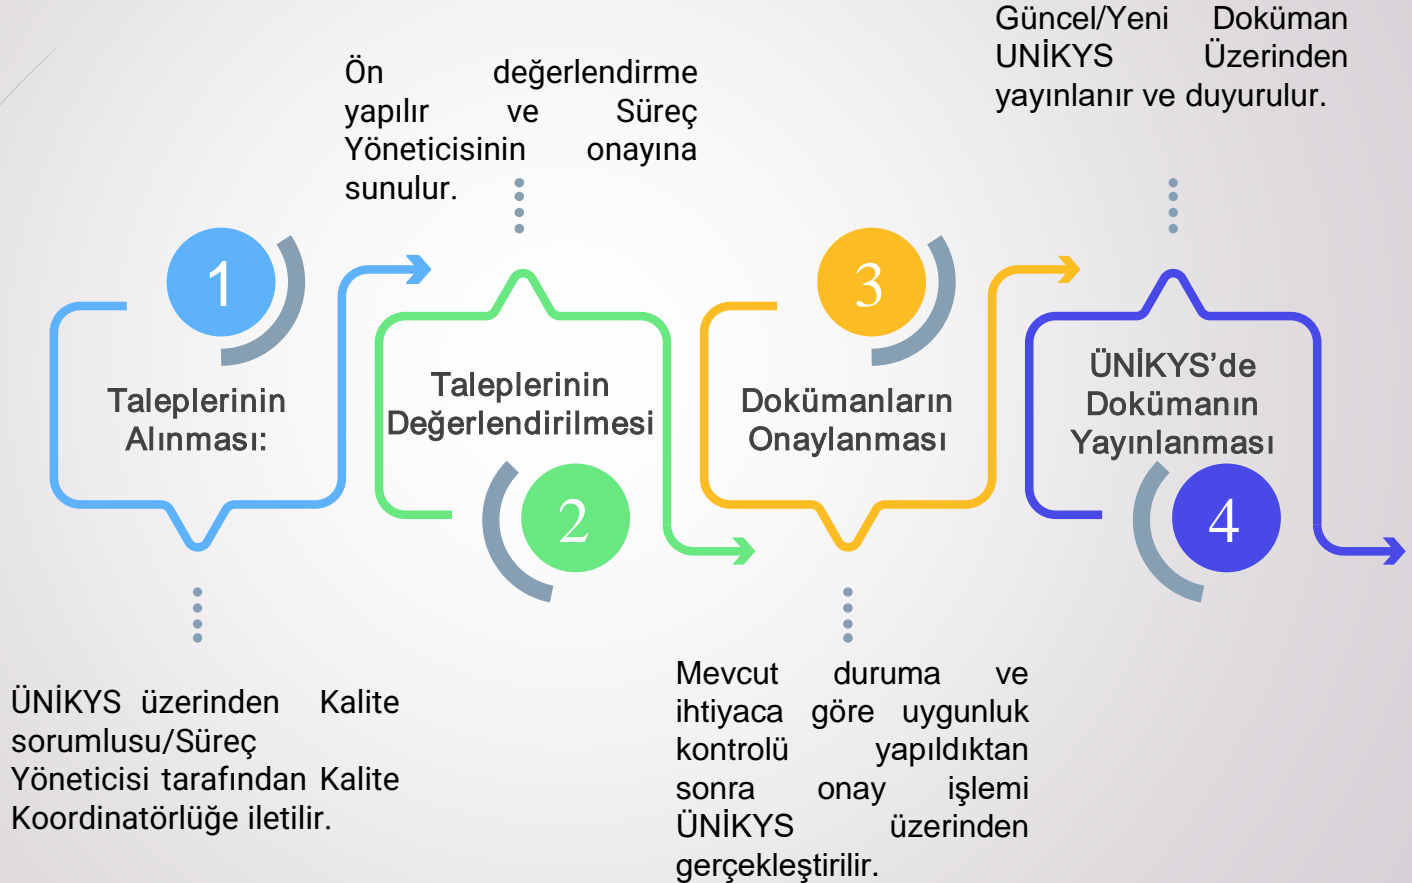 1
Taleplerinin
Alınması:
ÜNİKYS üzerinden Kalite
sorumlusu/Süreç
Yöneticisi tarafından Kalite
Koordinatörlüğe iletilir.
Ön değerlendirme
yapılır ve Süreç
Yöneticisinin onayına
sunulur.
Taleplerinin
Değerlendirilmesi
2
3
Dokümanların
Onaylanması
Mevcut duruma ve
ihtiyaca göre uygunluk
kontrolü yapıldıktan
sonra onay işlemi
ÜNİKYS üzerinden
gerçekleştirilir.
Güncel/Yeni Doküman
UNİKYS Üzerinden
yayınlanır ve duyurulur.
ÜNİKYS’de
Dokümanın
Yayınlanması
4